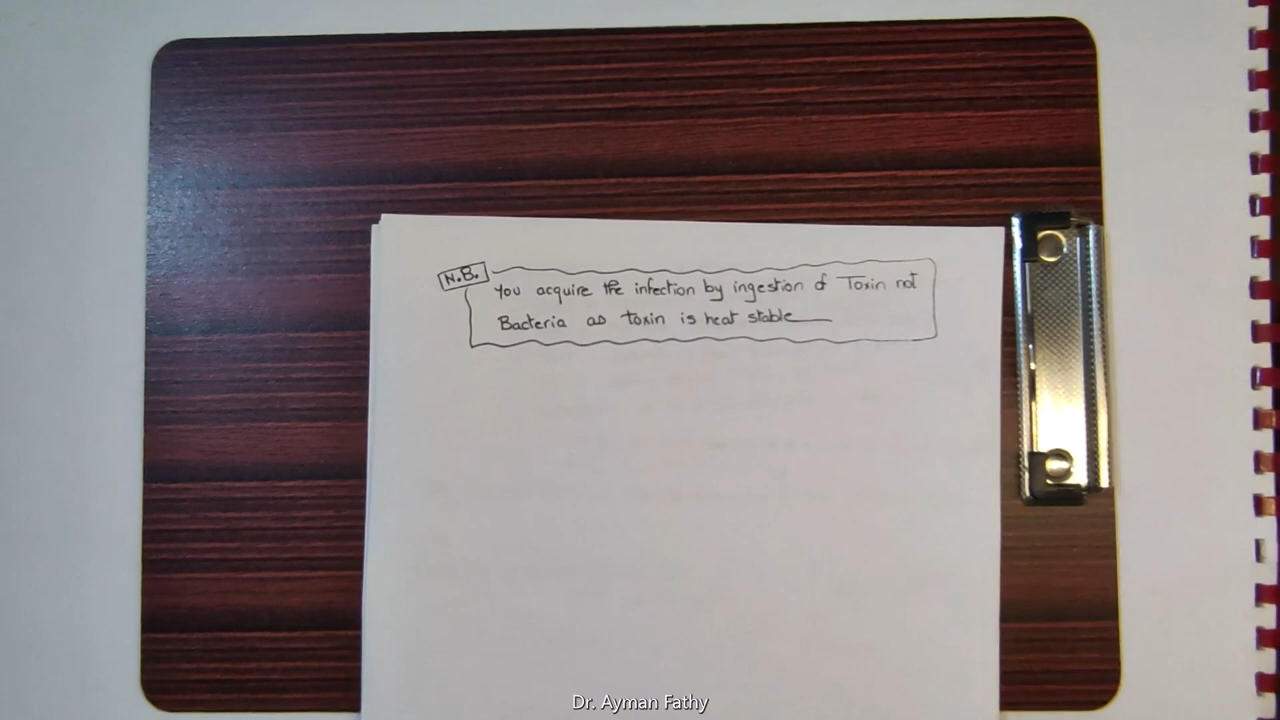 N.B.
You acquire the infection by ingestion of Toxin not
Bacteria as toxin is heat stable
Dr. Ayman Fathy